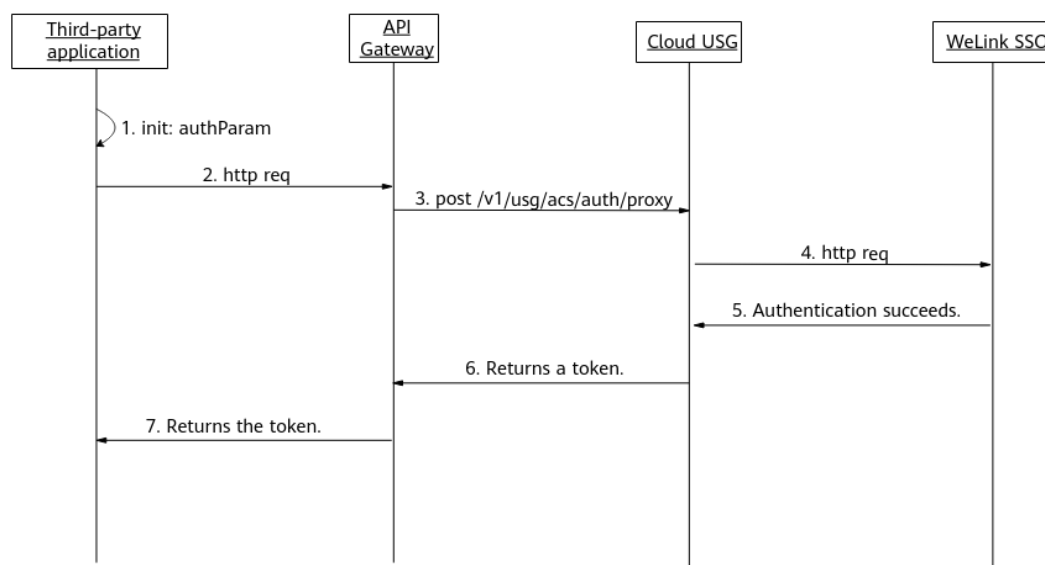 Third-party
application
API
Gateway
Cloud USG
WeLink SSO
1. init: authParam
2. http req
3. post /v1/usg/acs/auth/proxy
4. http req
5. Authentication succeeds.
6. Returns a token.
7. Returns the token.